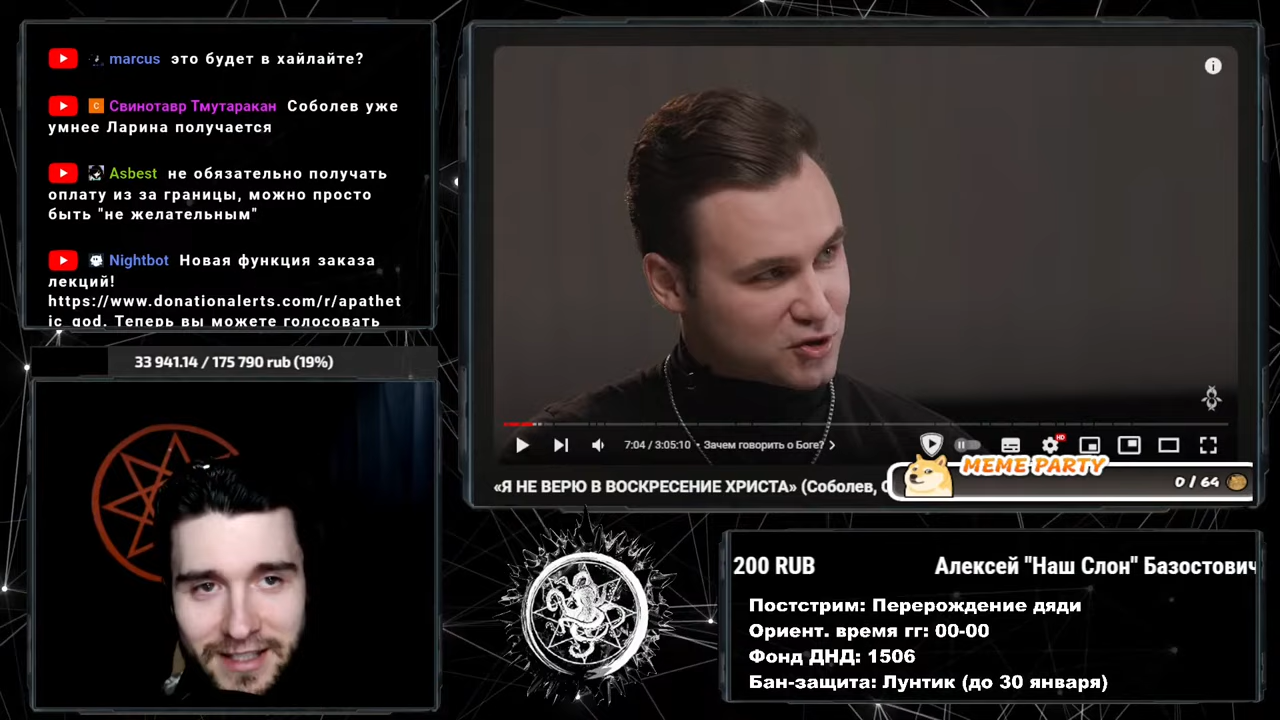 marcus это будет в хайлайте?
Свинотавр Тмутаракан Соболев уже
умнее Ларина получается
Asbest не обязательно получать
оплату из за границы, можно просто
быть "не желательным"
Nightbot Новая функция заказа
лекций!
https://www.donationalerts.com/r/apathet
ic_god. Теперь вы можете голосовать
33 941.14 / 175 790 rub (19%)
7:04 / 3:05:10 • Зачем говорить о Боге?
HD
«Я НЕ ВЕРЮ В ВОСКРЕСЕНИЕ ХРИСТА» (Соболев,
MEME PARTY
0 / 64
200 RUB Алексей "Наш Слон" Базостович
Постстрим: Перерождение дяди
Ориент. время гг: 00-00
Фонд ДНД: 1506
Бан-защита: Лунтик (до 30 января)